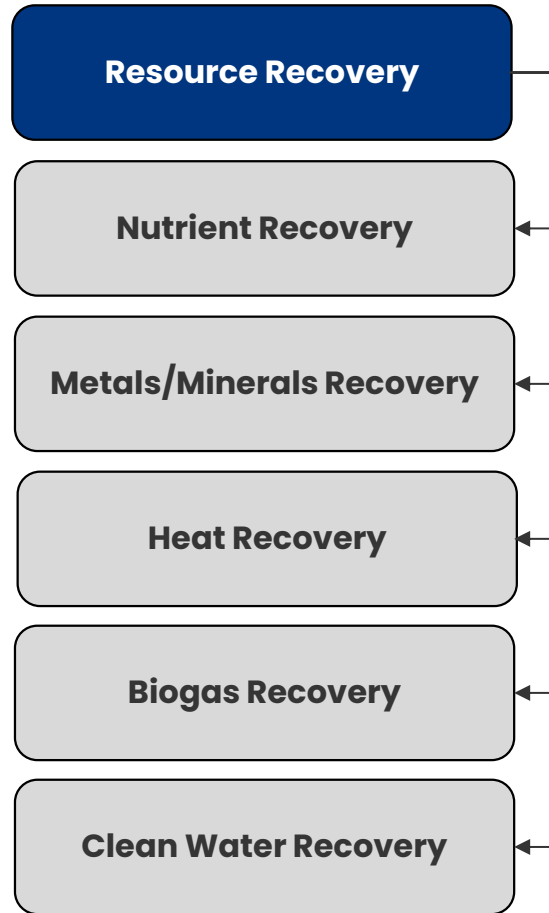 Resource Recovery
Nutrient Recovery
Metals/Minerals Recovery
Heat Recovery
Biogas Recovery
Clean Water Recovery